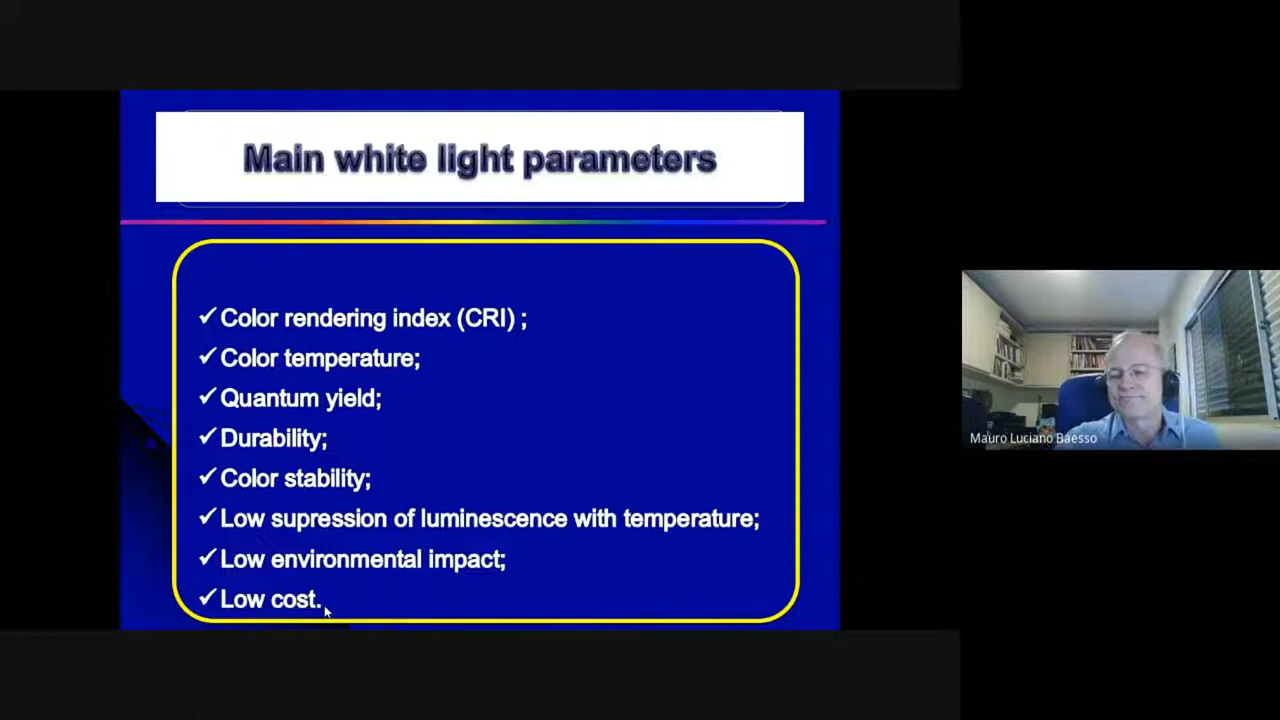 Main white light parameters
✓Color rendering index (CRI) ;
✓Color temperature;
✓Quantum yield;
✓Durability;
✓Color stability;
✓Low supression of luminescence with temperature;
✓Low environmental impact;
✓Low cost.
Mauro Luciano Baesso